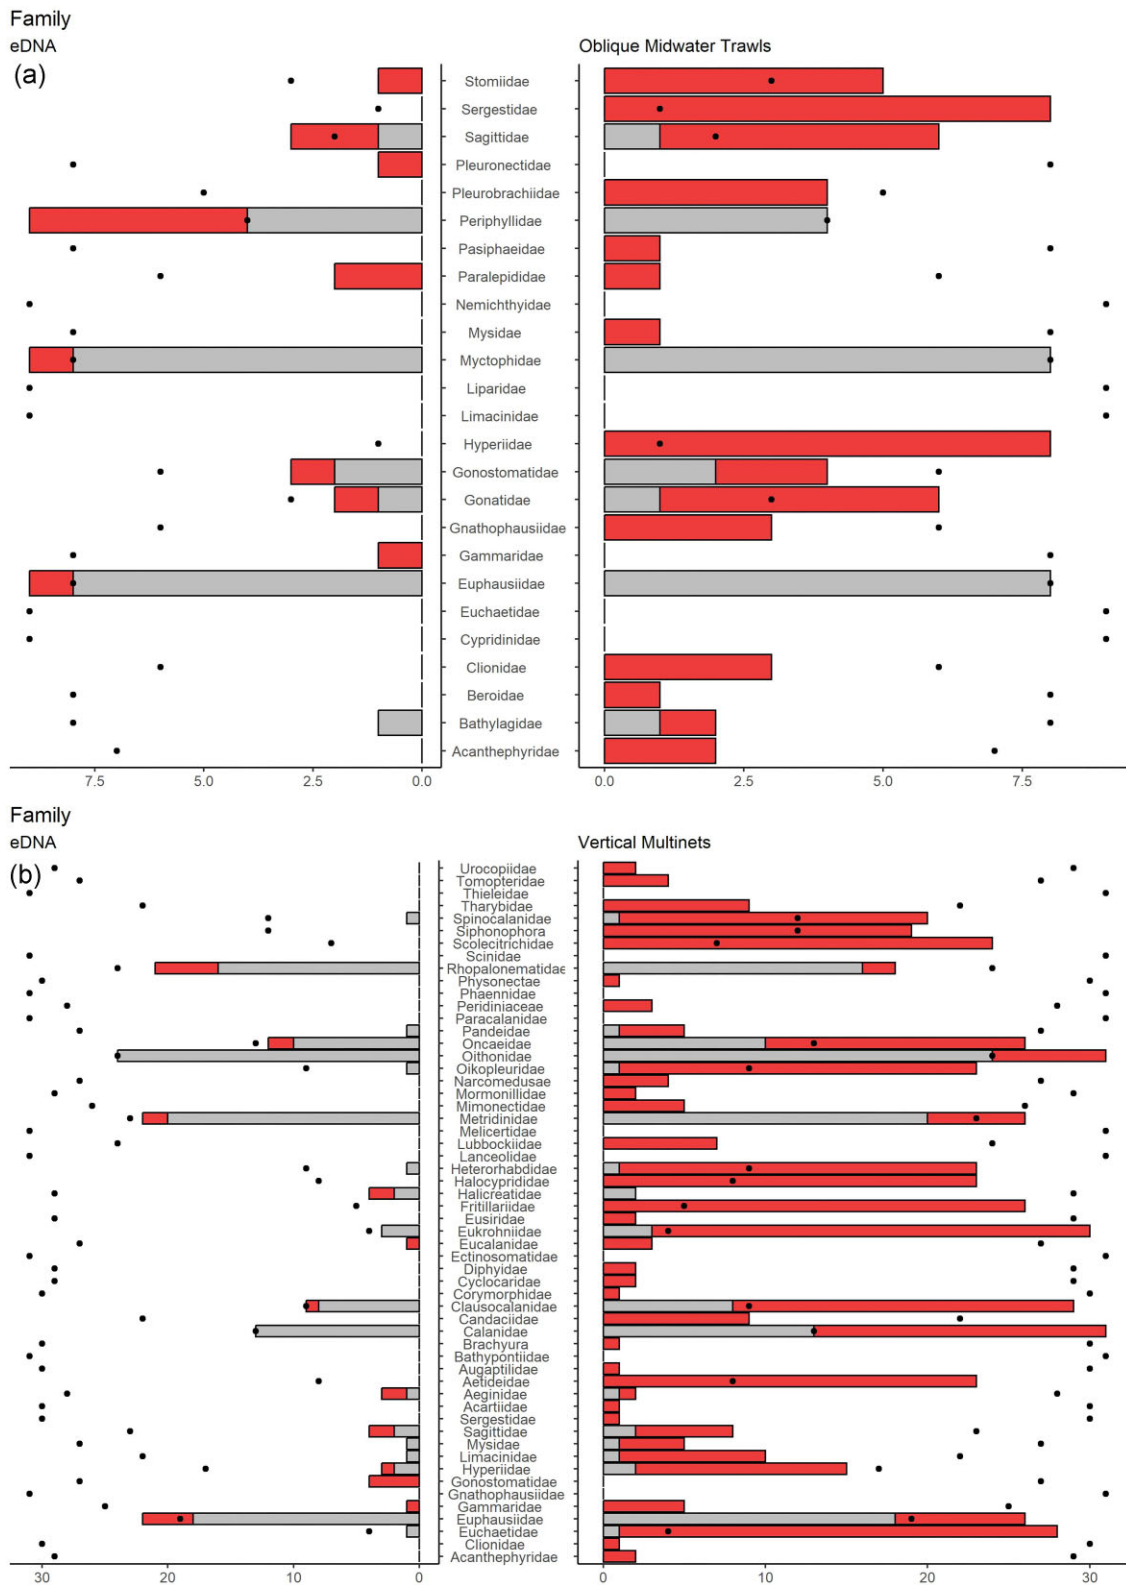 Family
eDNA
Oblique Midwater Trawls
(a)
Stomiidae
Sergestidae
Sagittidae
Pleuronectidae
Pleurobrachiidae
Periphyllidae
Pasiphaeidae
Paralepididae
Nemichthyidae
Mysidae
Myctophidae
Liparidae
Limacinidae
Hyperiidae
Gonostomatidae
Gonatidae
Gnathophausiidae
Gammaridae
Euphausiidae
Euchaetidae
Cypridinidae
Clionidae
Beroidae
Bathylagidae
Acanthephyridae
7.5 5.0 2.5 0.0 0.0 2.5 5.0 7.5
Family
eDNA
Vertical Multinets
(b)
Urocopiidae
Tomopteridae
Thieleidae
Tharybidae
Spinocalanidae
Siphonophora
Scolecitrichidae
Scinidae
Rhopalonematidae
Physonectae
Phaennidae
Peridiniaceae
Paracalanidae
Pandeidae
Oncaeidae
Oithonidae
Oikopleuridae
Narcomedusae
Mormonillidae
Mimonectidae
Metridinidae
Melicertidae
Lubbockiidae
Lanceolidae
Heterorhabdidae
Halocyprididae
Halicreatidae
Fritillariidae
Eusiridae
Eukrohniidae
Eucalanidae
Ectinosomatidae
Diphyidae
Cyclocaridae
Corymorphidae
Clausocalanidae
Candaciidae
Calanidae
Brachyura
Bathypontiidae
Augaptilidae
Aetideidae
Aeginidae
Acartiidae
Sergestidae
Sagittidae
Mysidae
Limacinidae
Hyperiidae
Gonostomatidae
Gnathophausiidae
Gammaridae
Euphausiidae
Euchaetidae
Clionidae
Acanthephyridae
30 20 10 0 0 10 20 30